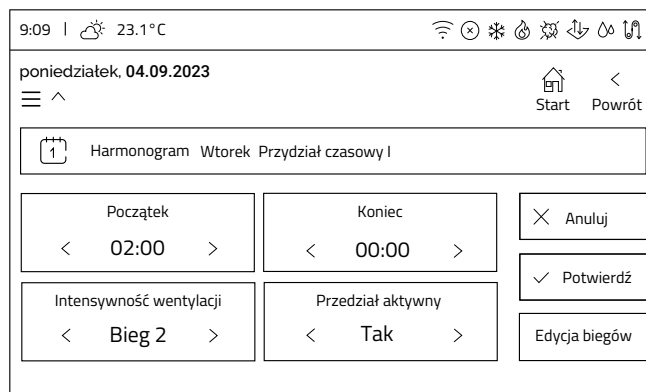 9:09 | 23.1°C
poniedziałek, 04.09.2023
Start Powrót
1 Harmonogram Wtorek Przydział czasowy I
Początek Koniec Anuluj
< 02:00 > < 00:00 >
Potwierdź
Intensywność wentylacji Przedział aktywny
< Bieg 2 > < Tak > Edycja biegów